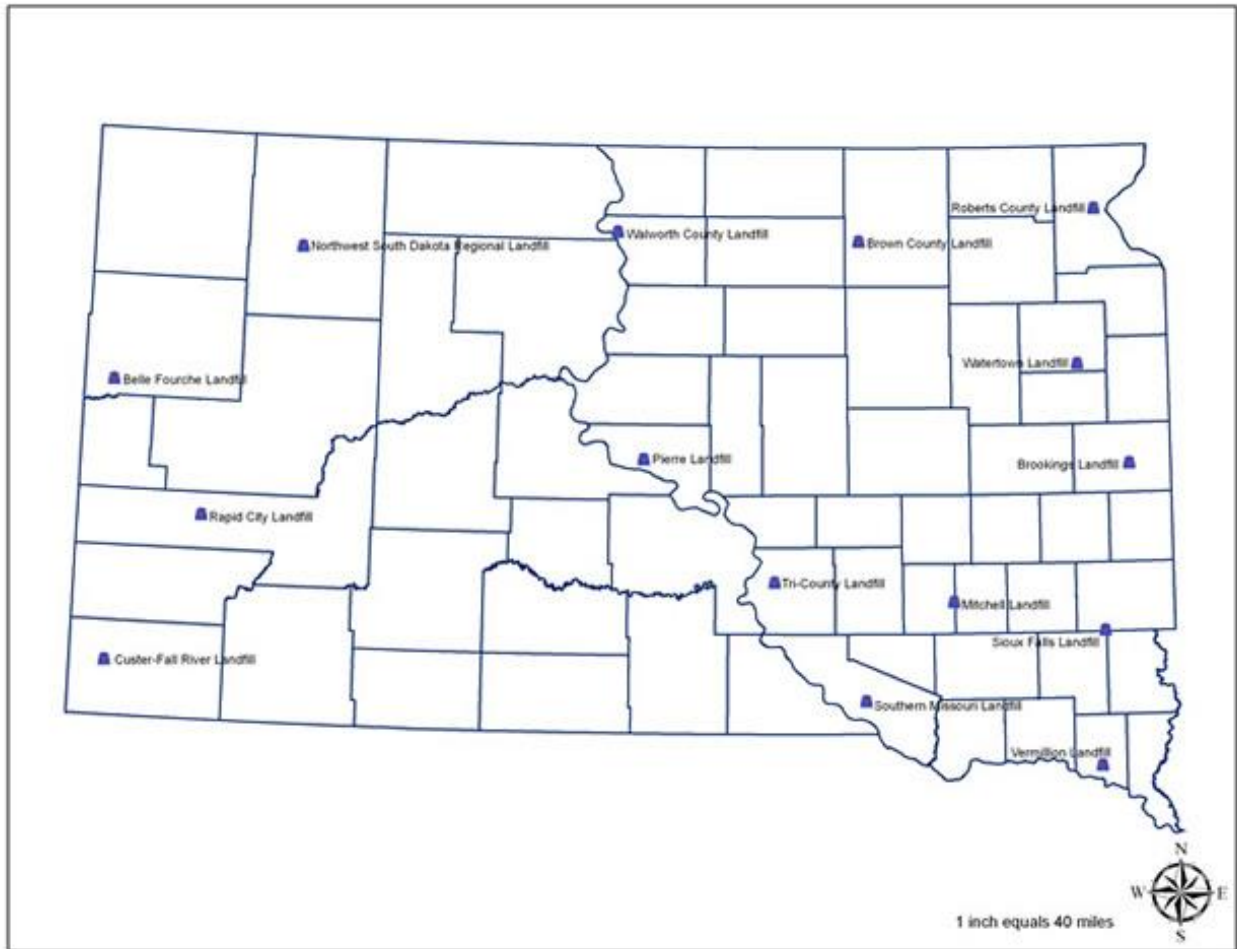 Roberts County Landfill
Walworth County Landfill
Brown County Landfill
Northwest South Dakota Regional Landfill
Watertown Landfill
Belle Fourche Landfill
Pierre Landfill
Brookings Landfill
Rapid City Landfill
Tri-County Landfill
Mitchell Landfill
Sioux Falls Landfill
Custer-Fall River Landfill
Southern Missouri Landfill
Vermillion Landfill
N
W E
S
1 inch equals 40 miles